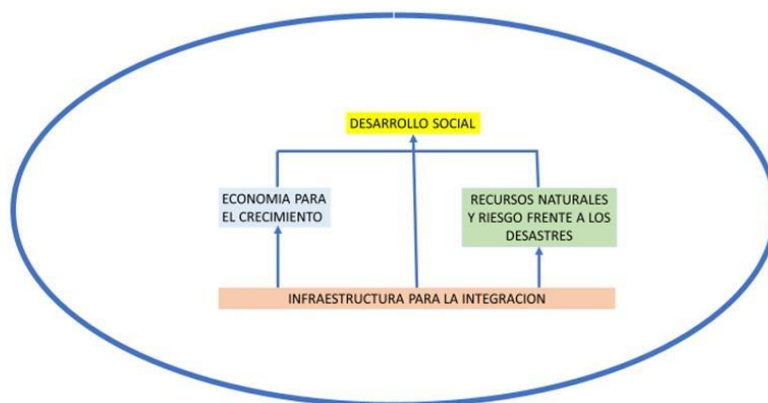 DESARROLLO SOCIAL
ECONOMIA PARA
EL CRECIMIENTO
RECURSOS NATURALES
Y RIESGO FRENTE A LOS
DESASTRES
INFRAESTRUCTURA PARA LA INTEGRACION